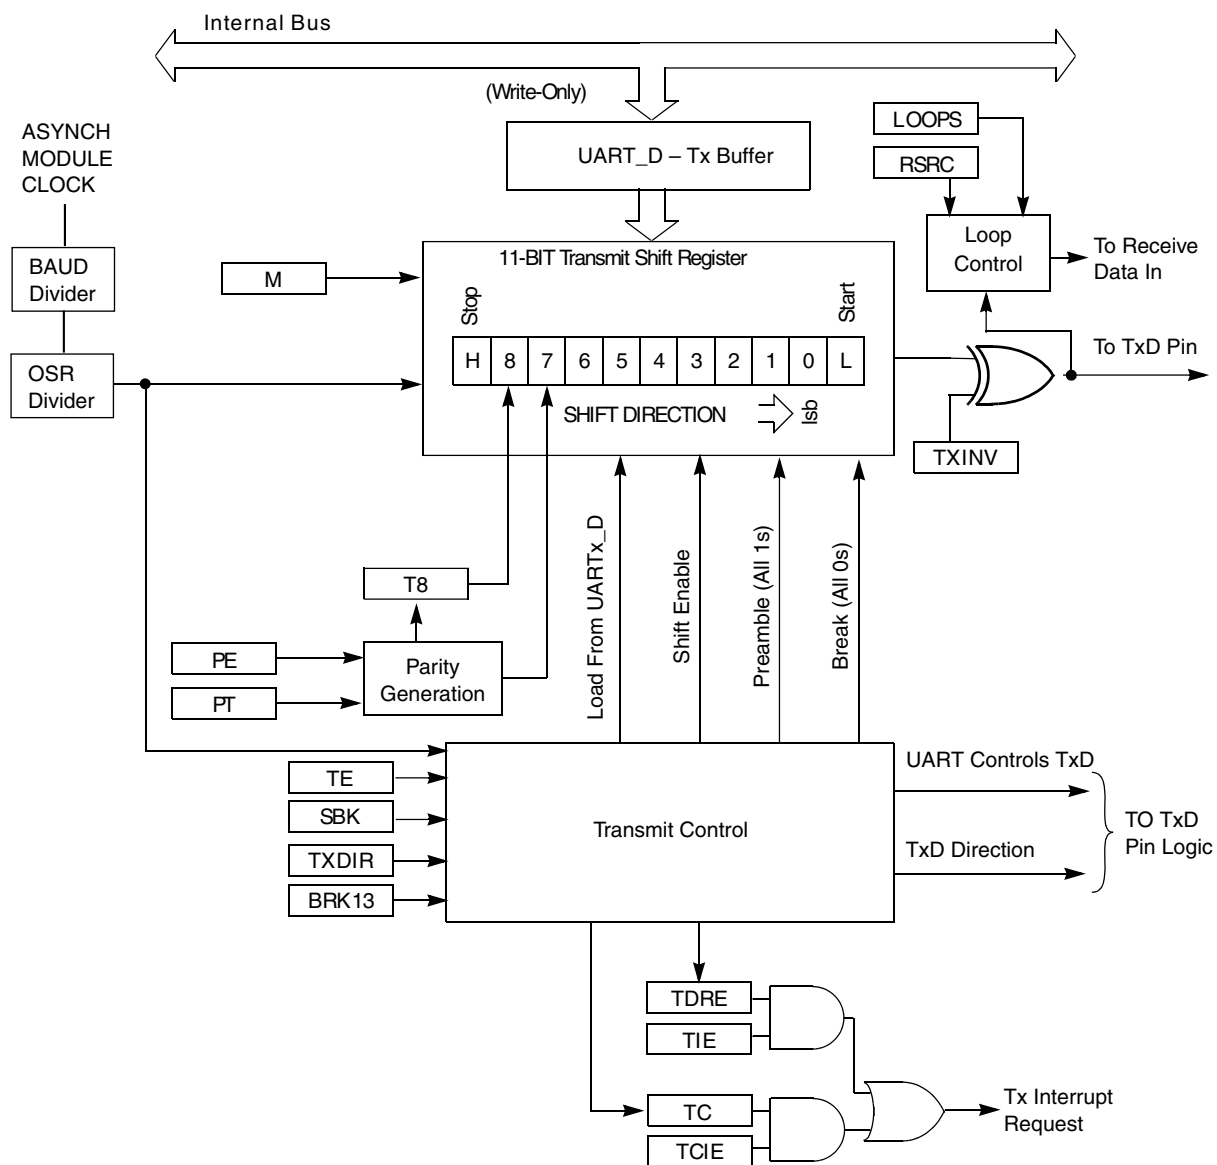 Internal Bus
(Write-Only)
UART_D – Tx Buffer
LOOPS
RSRC
Loop
Control
To Receive
Data In
ASYNCH
MODULE
CLOCK
BAUD
Divider
OSR
Divider
M
11-BIT Transmit Shift Register
Stop
Start
H 8 7 6 5 4 3 2 1 0 L
SHIFT DIRECTION
lsb
To TxD Pin
TXINV
T8
PE
PT
Parity
Generation
Load From UARTx_D
Shift Enable
Preamble (All 1s)
Break (All 0s)
TE
SBK
TXDIR
BRK13
Transmit Control
UART Controls TxD
TxD Direction
TO TxD
Pin Logic
TDRE
TIE
TC
TCIE
Tx Interrupt
Request